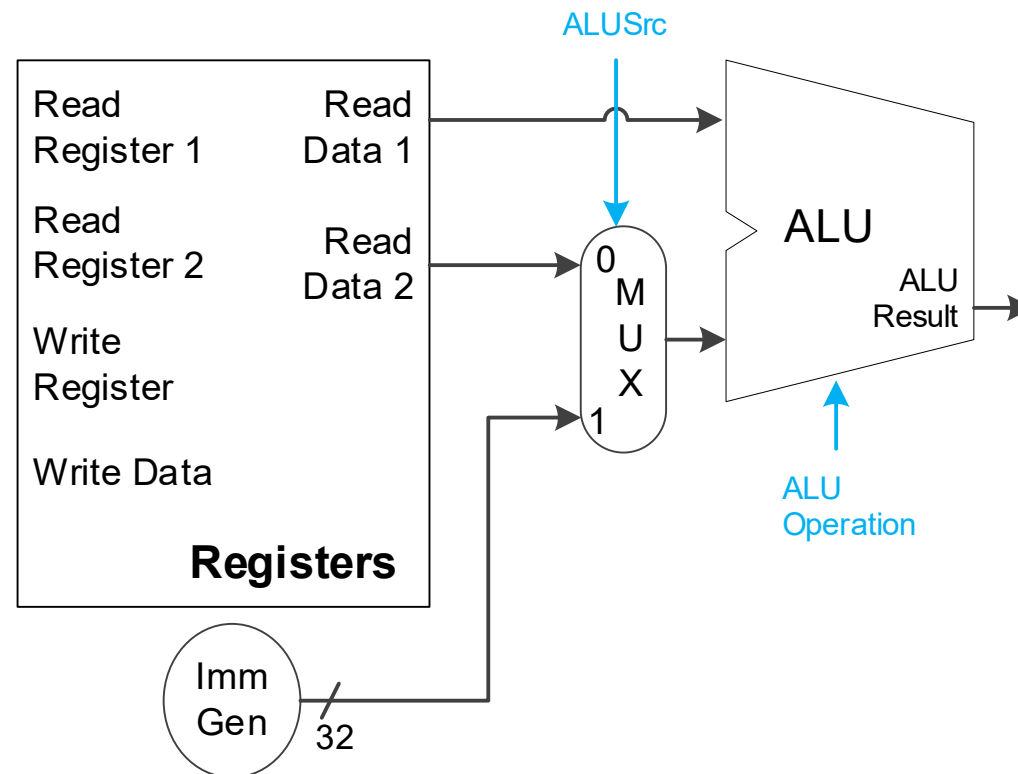 ALUSrc
Read
Register 1
Read
Data 1
Read
Register 2
Read
Data 2
Write
Register
Write Data
Registers
0
M
U
X
1
ALU
ALU
Result
ALU
Operation
Imm
Gen
32